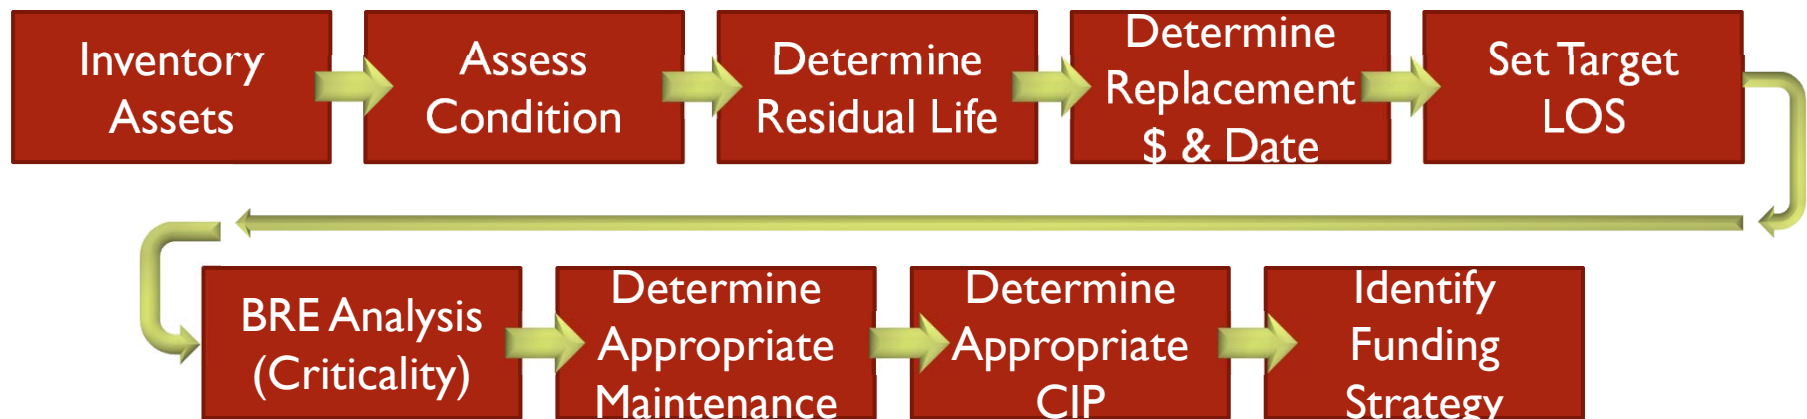 Inventory
Assets
Assess
Condition
Determine
Residual Life
Determine
Replacement
$ & Date
Set Target
LOS
BRE Analysis
(Criticality)
Determine
Appropriate
Maintenance
Determine
Appropriate
CIP
Identify
Funding
Strategy